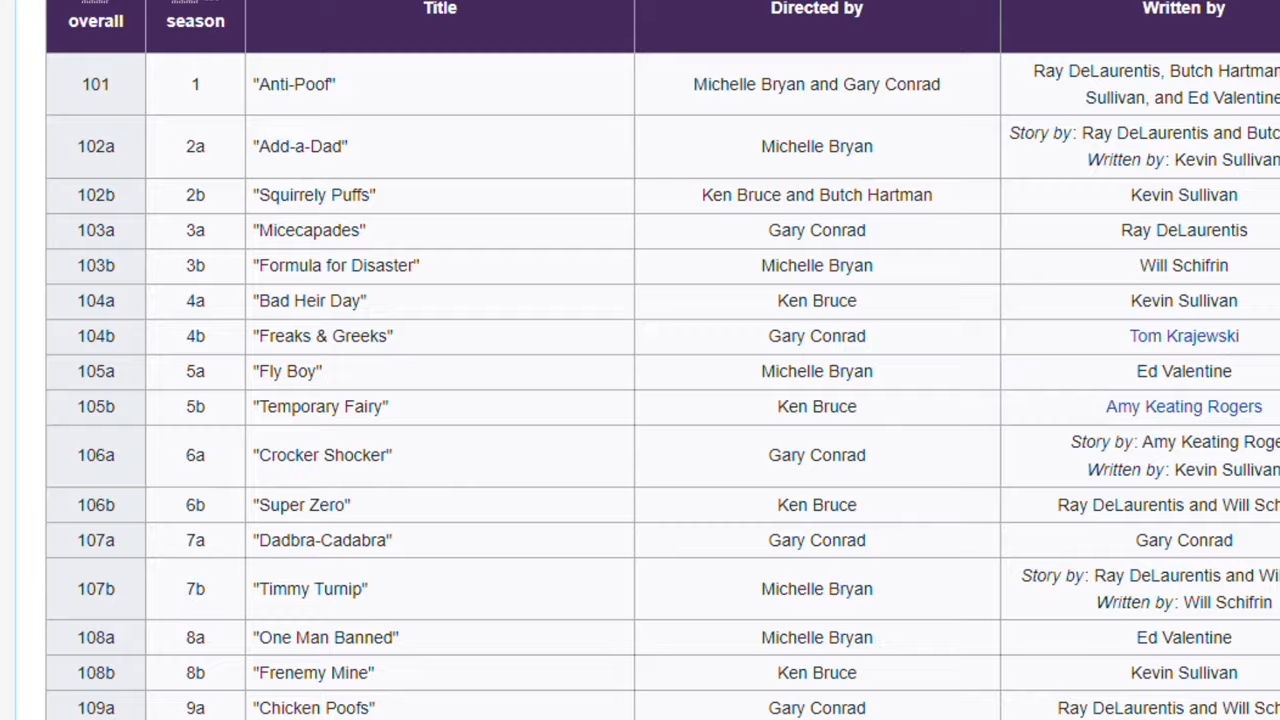 Title Directed by Written by
overall season
101 1 "Anti-Poof" Michelle Bryan and Gary Conrad Ray DeLaurentis, Butch Hartman
Sullivan, and Ed Valentine
102a 2a "Add-a-Dad" Michelle Bryan Story by: Ray DeLaurentis and Butc
Written by: Kevin Sullivan
102b 2b "Squirrely Puffs" Ken Bruce and Butch Hartman Kevin Sullivan
103a 3a "Micecapades" Gary Conrad Ray DeLaurentis
103b 3b "Formula for Disaster" Michelle Bryan Will Schifrin
104a 4a "Bad Heir Day" Ken Bruce Kevin Sullivan
104b 4b "Freaks & Greeks" Gary Conrad Tom Krajewski
105a 5a "Fly Boy" Michelle Bryan Ed Valentine
105b 5b "Temporary Fairy" Ken Bruce Amy Keating Rogers
106a 6a "Crocker Shocker" Gary Conrad Story by: Amy Keating Roge
Written by: Kevin Sullivan
106b 6b "Super Zero" Ken Bruce Ray DeLaurentis and Will Sch
107a 7a "Dadbra-Cadabra" Gary Conrad Gary Conrad
107b 7b "Timmy Turnip" Michelle Bryan Story by: Ray DeLaurentis and Wi
Written by: Will Schifrin
108a 8a "One Man Banned" Michelle Bryan Ed Valentine
108b 8b "Frenemy Mine" Ken Bruce Kevin Sullivan
109a 9a "Chicken Poofs" Gary Conrad Ray DeLaurentis and Will Sch